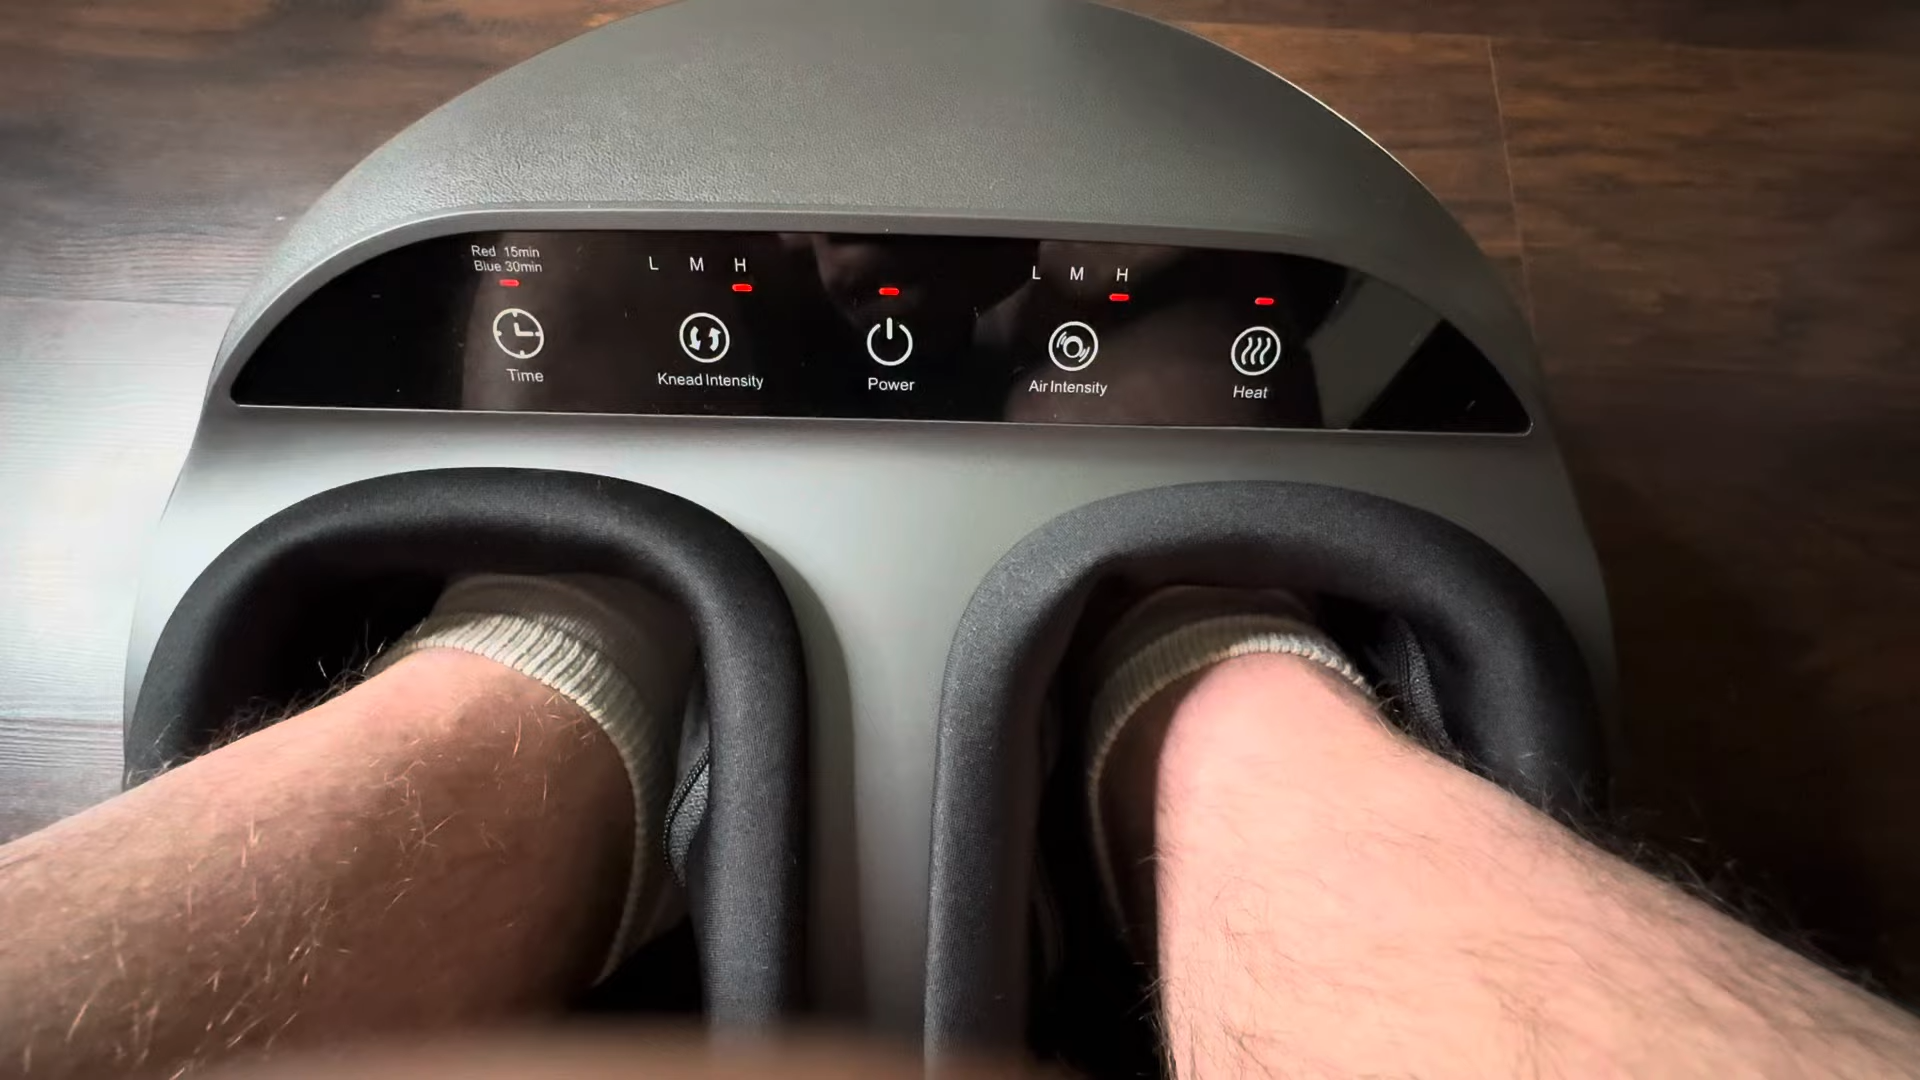 Red 15min
Blue 30min
L M H
L M H
Time
Knead Intensity
Power
Air Intensity
Heat